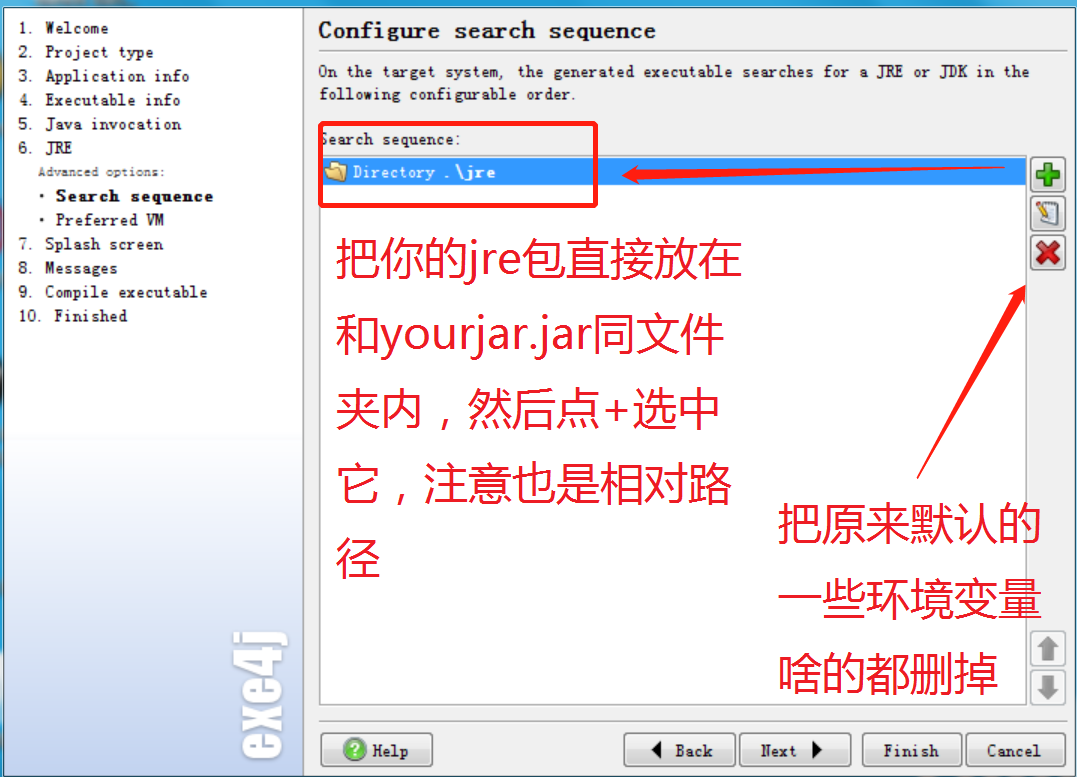 1. Welcome
2. Project type
3. Application info
4. Executable info
5. Java invocation
6. JRE
Advanced options:
· Search sequence
· Preferred VM
7. Splash screen
8. Messages
9. Compile executable
10. Finished
exe4j
Configure search sequence
On the target system, the generated executable searches for a JRE or JDK in the
following configurable order.
Search sequence:
Directory .\jre
把你的jre包直接放在
和yourjar.jar同文件
夹内，然后点+选中
它，注意也是相对路
径
把原来默认的
一些环境变量
啥的都删掉
Help
Back
Next
Finish
Cancel